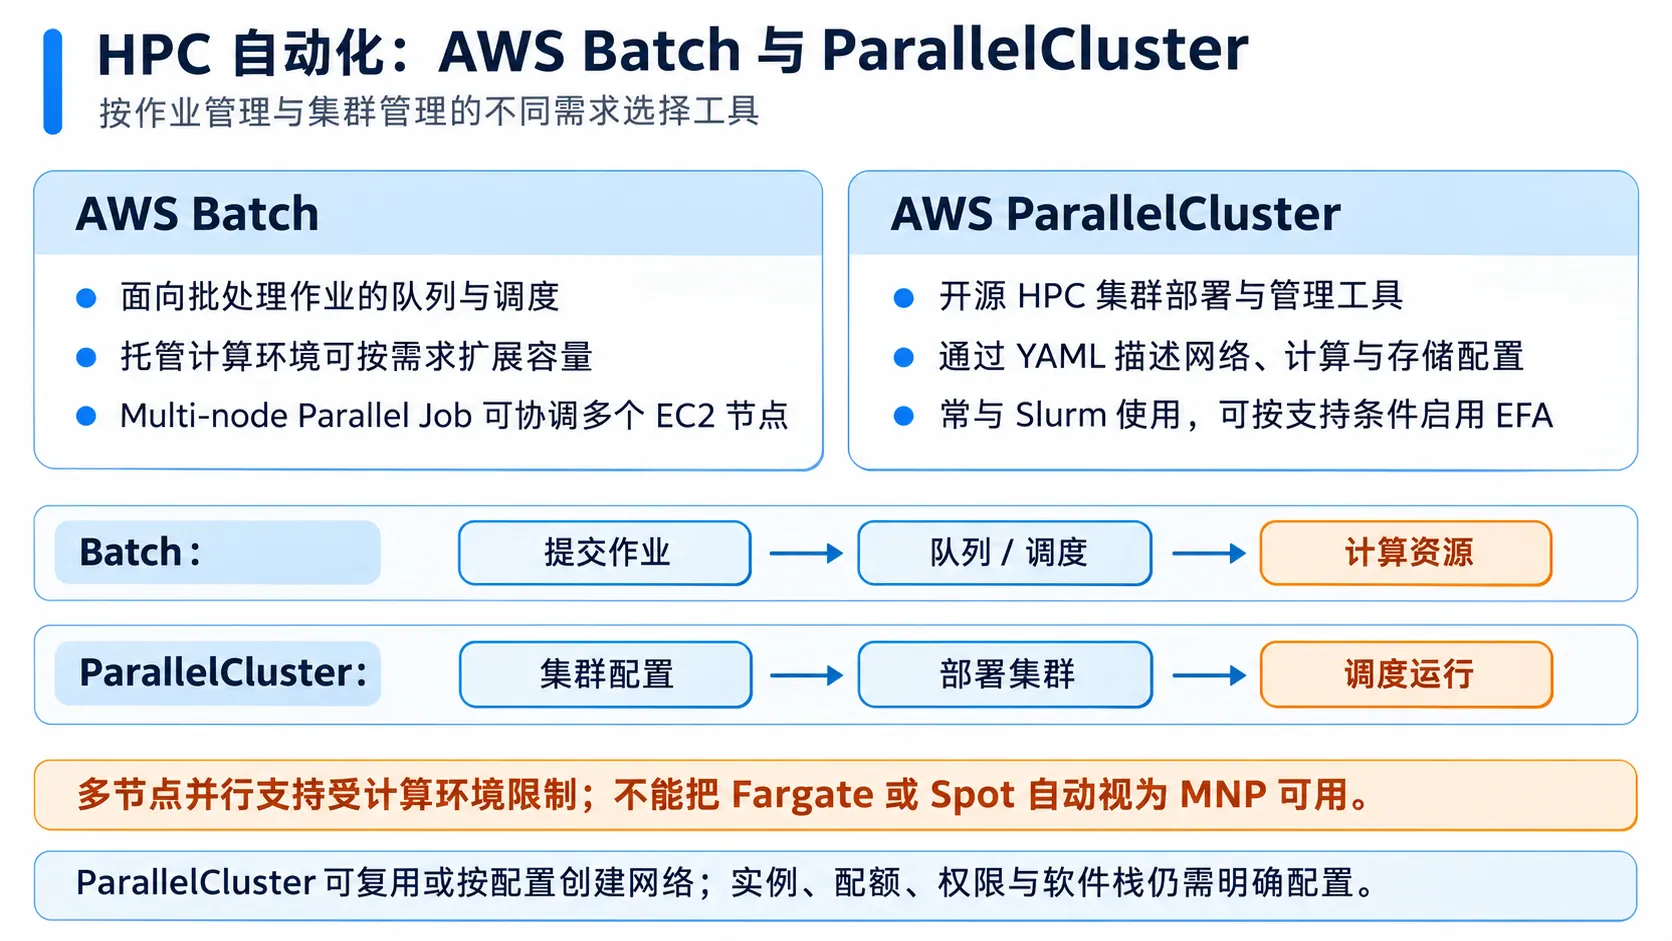 HPC 自动化：AWS Batch 与 ParallelCluster
按作业管理与集群管理的不同需求选择工具
AWS Batch
面向批处理作业的队列与调度
托管计算环境可按需求扩展容量
Multi-node Parallel Job 可协调多个 EC2 节点
AWS ParallelCluster
开源 HPC 集群部署与管理工具
通过 YAML 描述网络、计算与存储配置
常与 Slurm 使用，可按支持条件启用 EFA
Batch：
提交作业
队列 / 调度
计算资源
ParallelCluster：
集群配置
部署集群
调度运行
多节点并行支持受计算环境限制；不能把 Fargate 或 Spot 自动视为 MNP 可用。
ParallelCluster 可复用或按配置创建网络；实例、配额、权限与软件栈仍需明确配置。